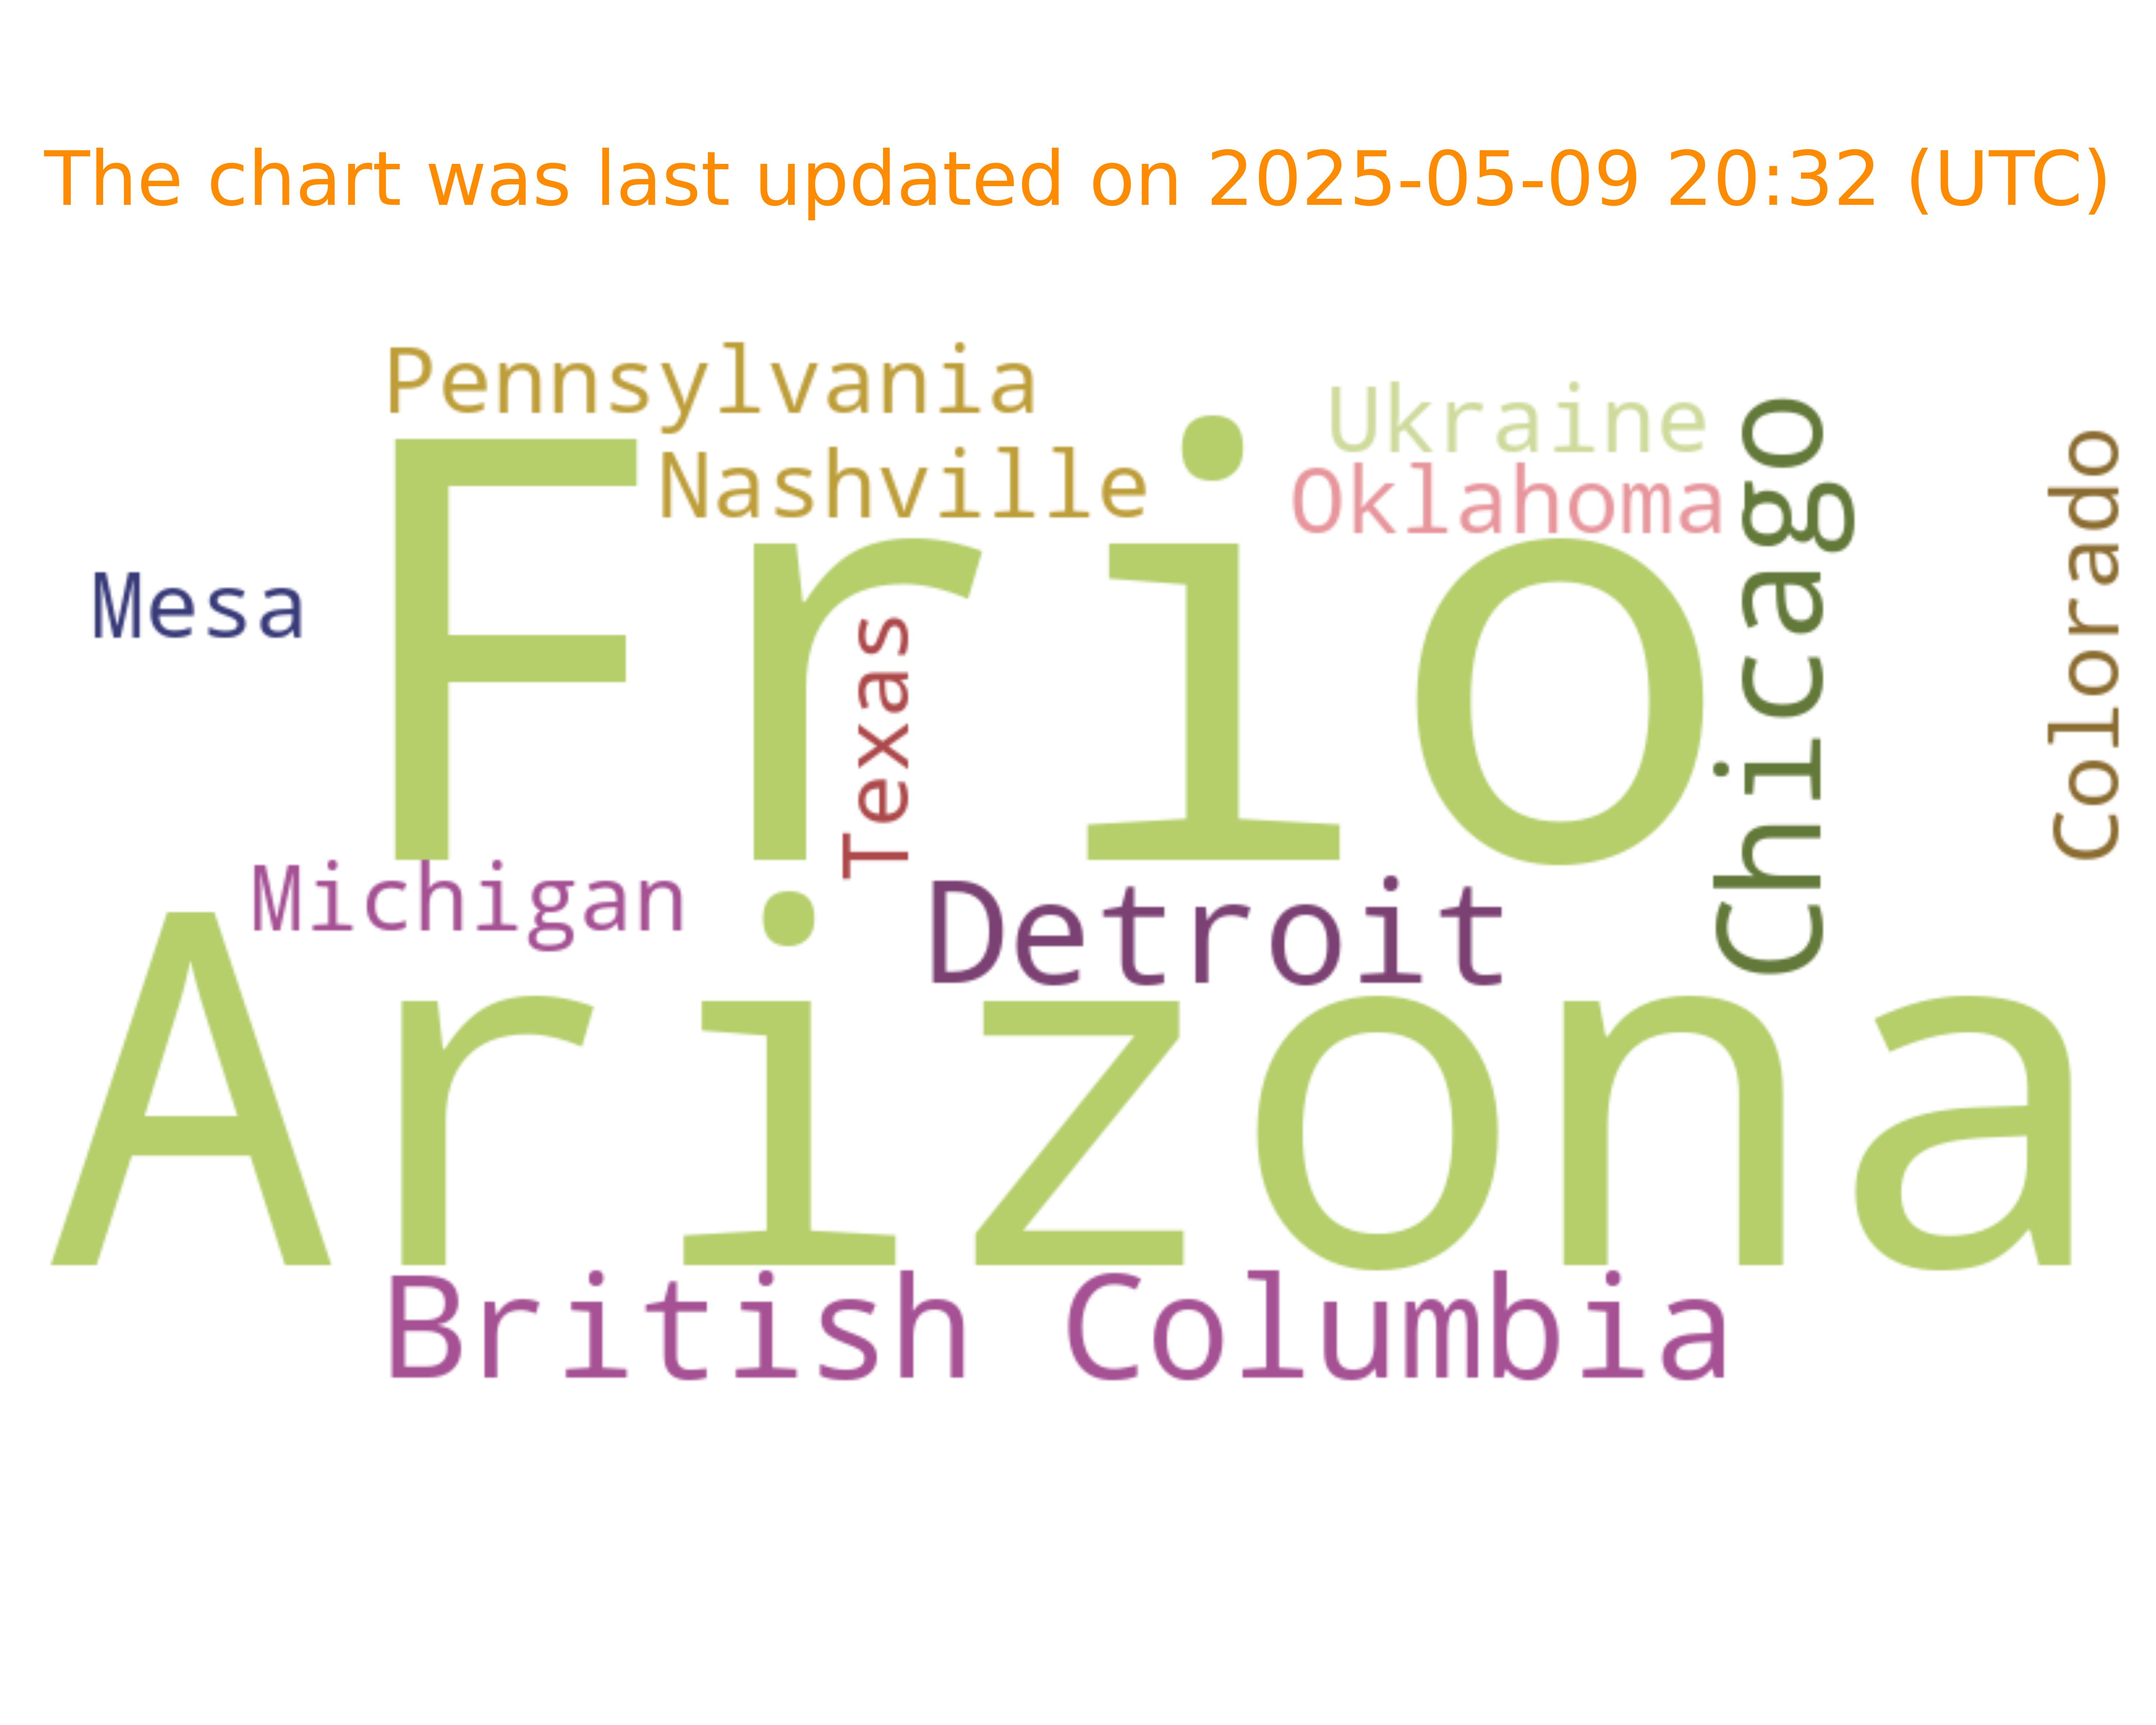 The chart was last updated on 2025-05-09 20:32 (UTC)
Pennsylvania
Ukraine
Nashville
Oklahoma
Chicago
Colorado
Frio
Mesa
Texas
Michigan
Detroit
Arizona
British Columbia